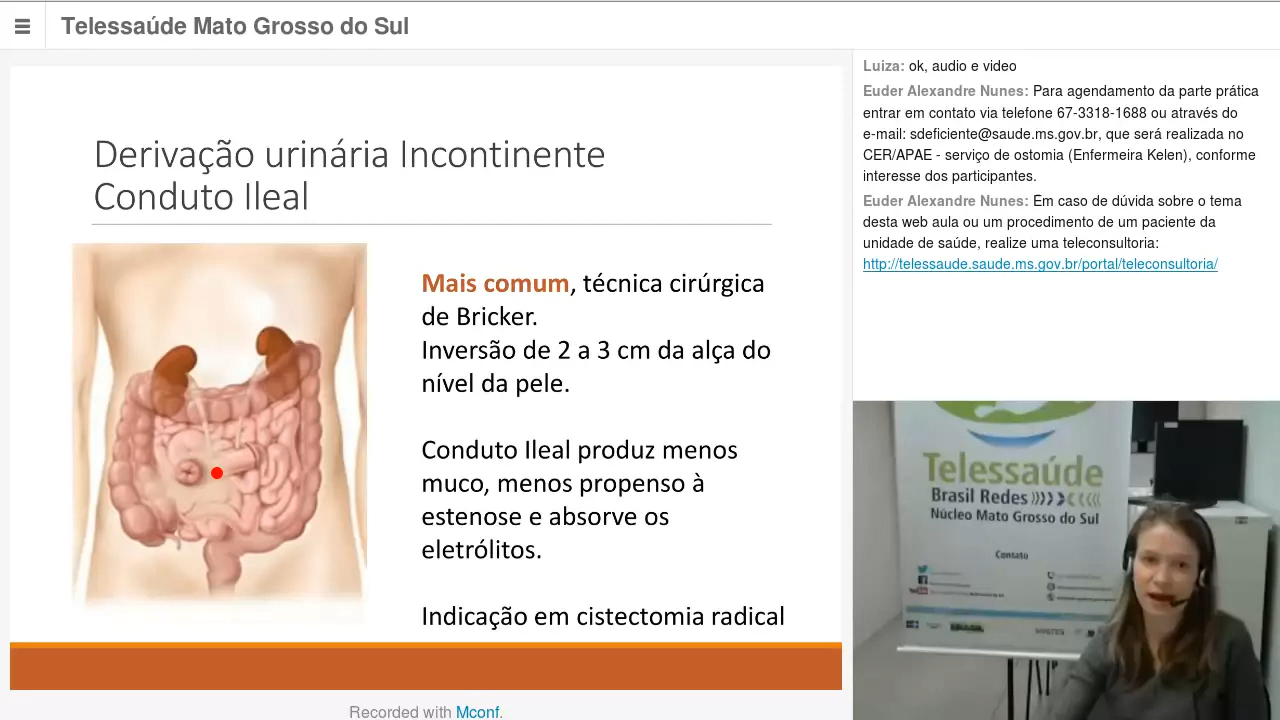 Telessaúde Mato Grosso do Sul
Derivação urinária Incontinente
Conduto Ileal
Mais comum, técnica cirúrgica
de Bricker.
Inversão de 2 a 3 cm da alça do
nível da pele.
Conduto Ileal produz menos
muco, menos propenso à
estenose e absorve os
eletrólitos.
Indicação em cistectomia radical
Recorded with Mconf.
Luiza: ok, audio e video
Euder Alexandre Nunes: Para agendamento da parte prática
entrar em contato via telefone 67-3318-1688 ou através do
e-mail: sdeficiente@saude.ms.gov.br, que será realizada no
CER/APAE - serviço de ostomia (Enfermeira Kelen), conforme
interesse dos participantes.
Euder Alexandre Nunes: Em caso de dúvida sobre o tema
desta web aula ou um procedimento de um paciente da
unidade de saúde, realize uma teleconsultoria:
http://telessaude.saude.ms.gov.br/portal/teleconsultoria/
Telessaúde
Brasil Redes
Núcleo Mato Grosso do Sul
Contato